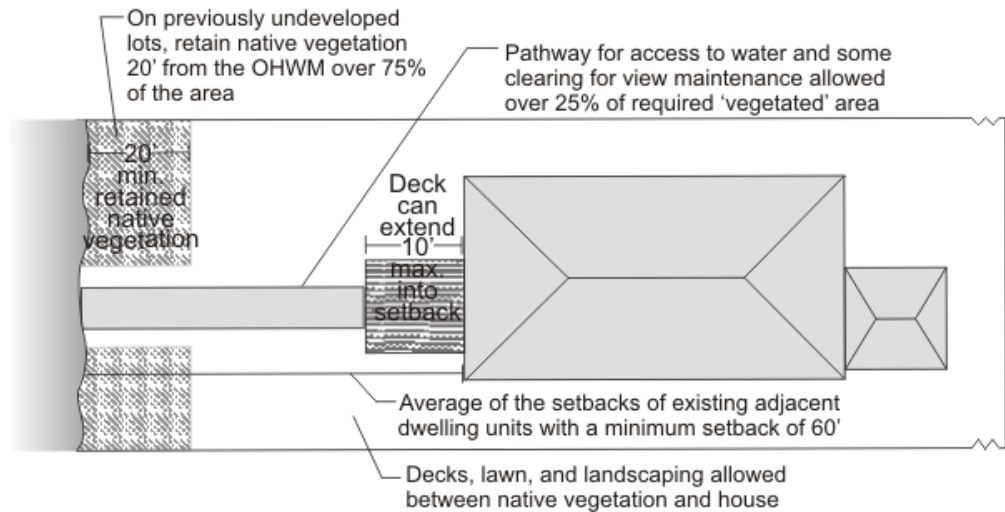 On previously undeveloped
lots, retain native vegetation
20' from the OHWM over 75%
of the area
Pathway for access to water and some
clearing for view maintenance allowed
over 25% of required ‘vegetated’ area
20'
min.
retained
native
vegetation
Deck
can
extend
10'
max.
into
setback
Average of the setbacks of existing adjacent
dwelling units with a minimum setback of 60'
Decks, lawn, and landscaping allowed
between native vegetation and house